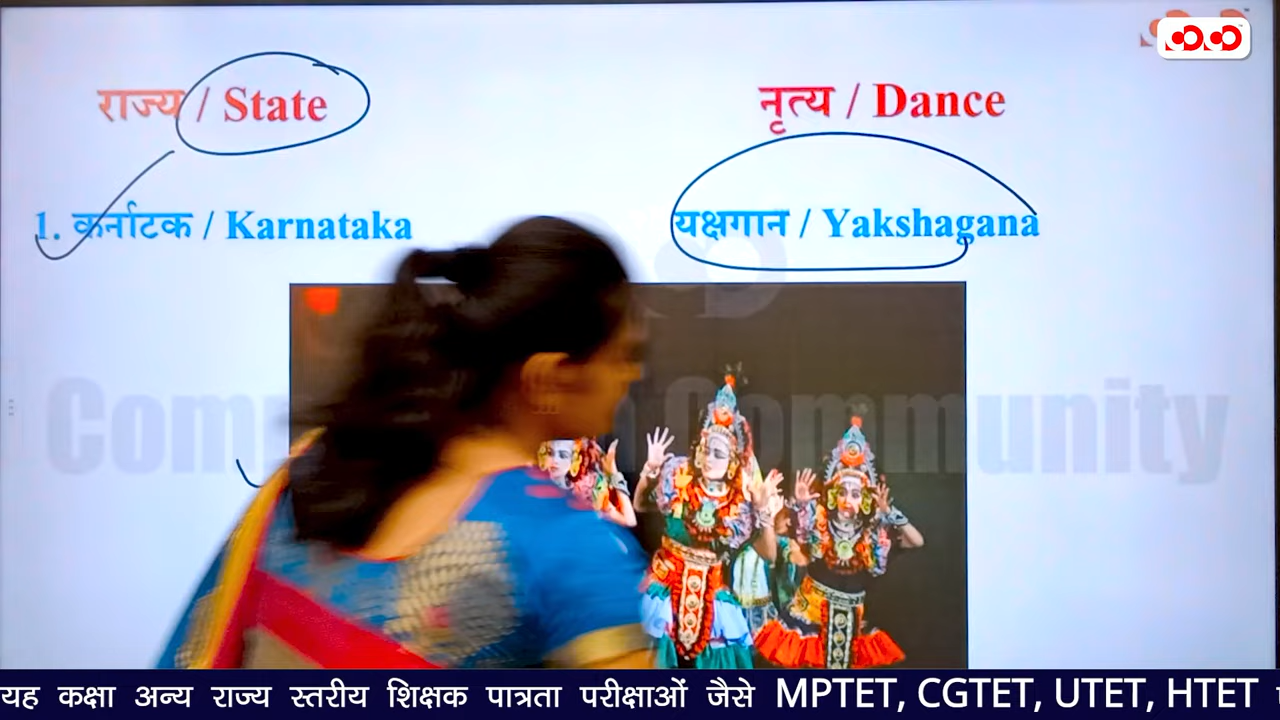 राज्य / State
नृत्य / Dance
1. कर्नाटक / Karnataka
यक्षगान / Yakshagana
Community
यह कक्षा अन्य राज्य स्तरीय शिक्षक पात्रता परीक्षाओं जैसे MPTET, CGTET, UTET, HTET